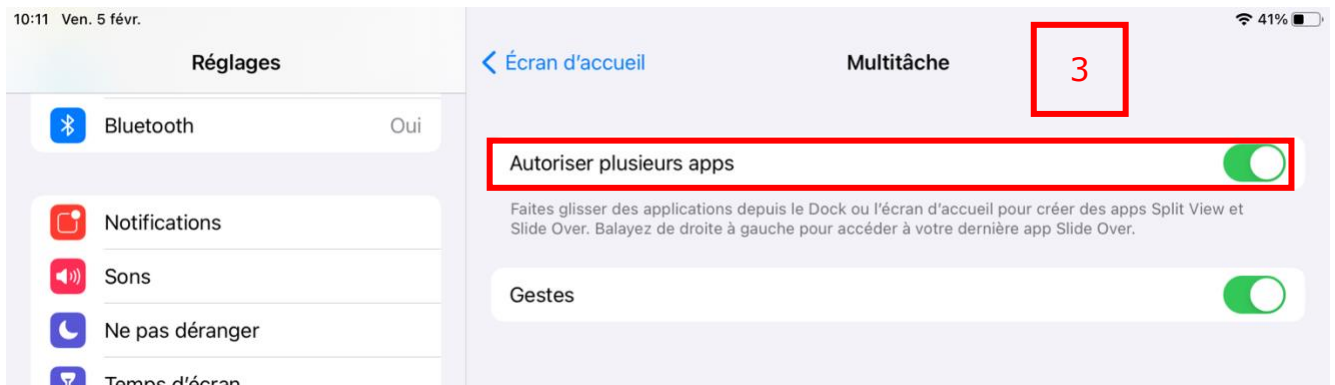 10:11 Ven. 5 févr.
41%
Réglages
Écran d'accueil
Multitâche
3
Bluetooth
Oui
Autoriser plusieurs apps
Faites glisser des applications depuis le Dock ou l'écran d'accueil pour créer des apps Split View et
Slide Over. Balayez de droite à gauche pour accéder à votre dernière app Slide Over.
Notifications
Sons
Gestes
Ne pas déranger
Temps d'écran